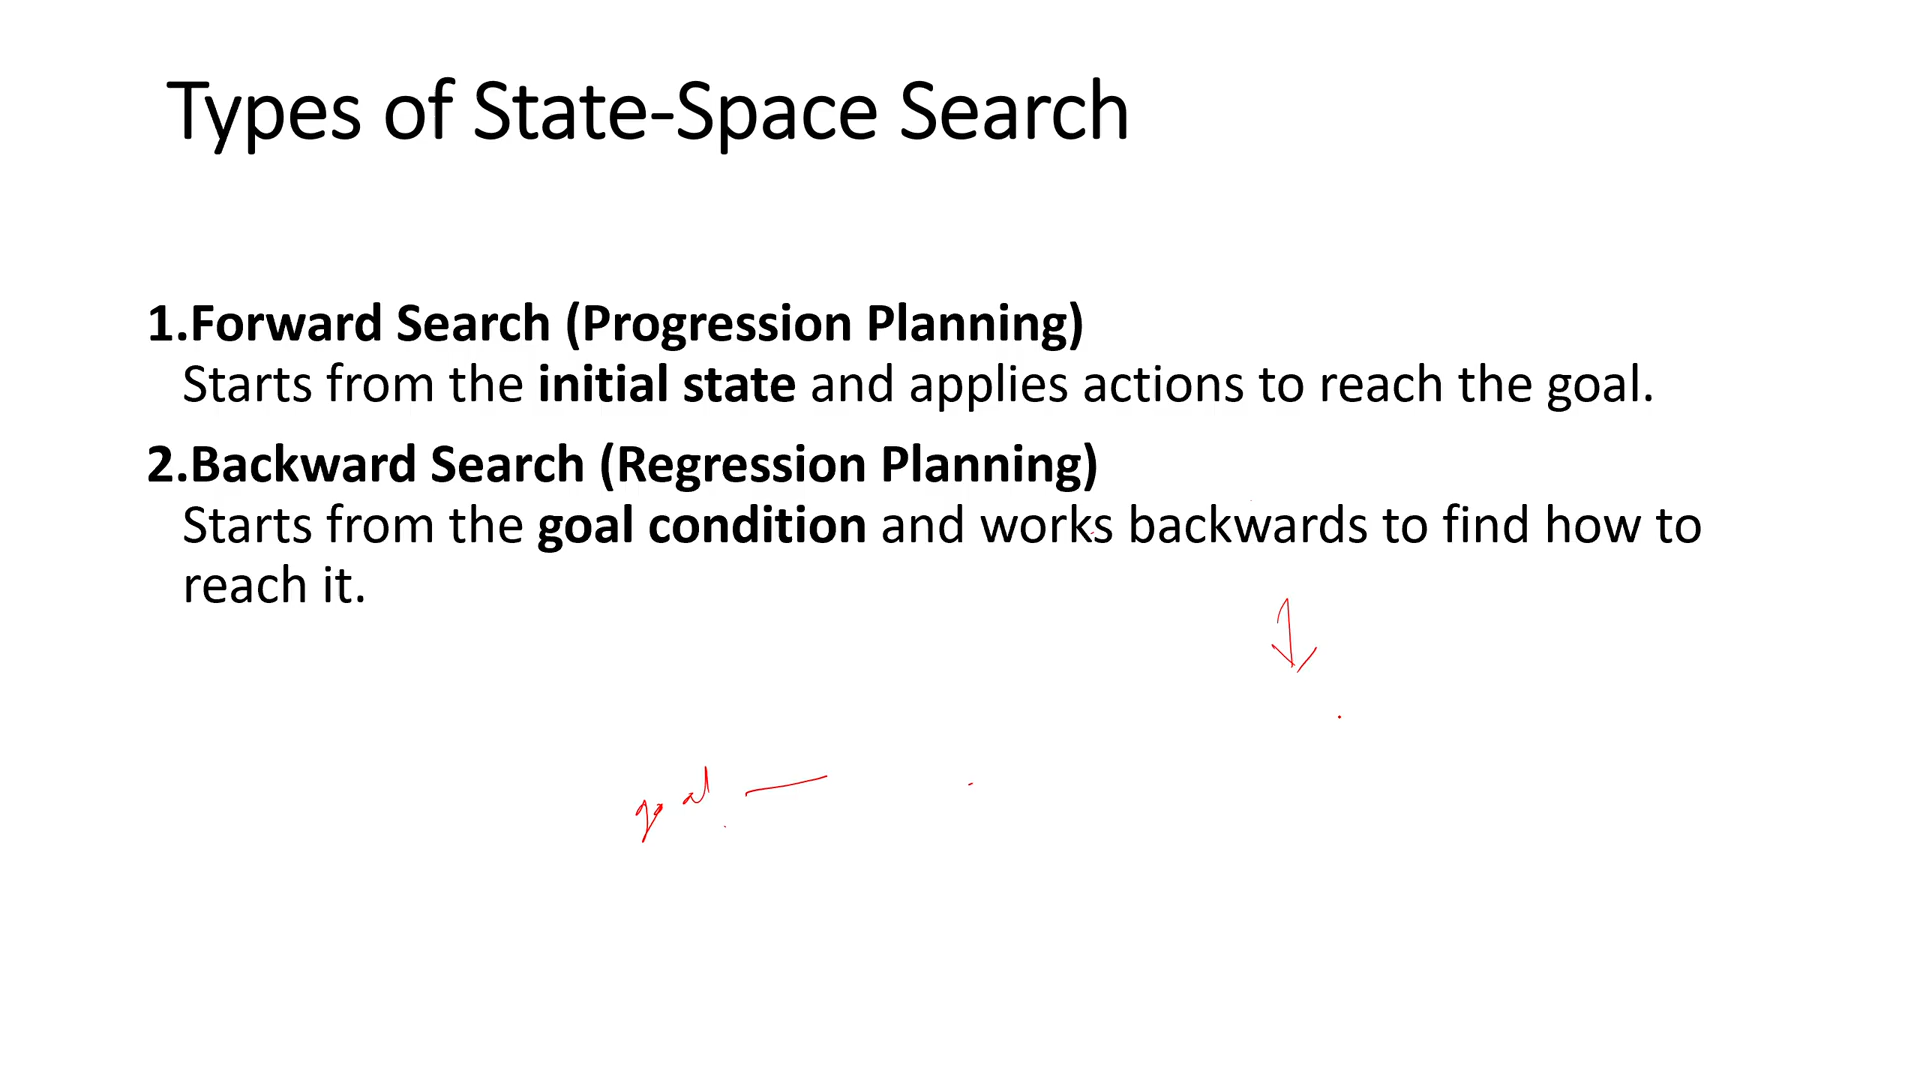 Types of State-Space Search
1.Forward Search (Progression Planning)
Starts from the initial state and applies actions to reach the goal.
2.Backward Search (Regression Planning)
Starts from the goal condition and works backwards to find how to
reach it.
goal —